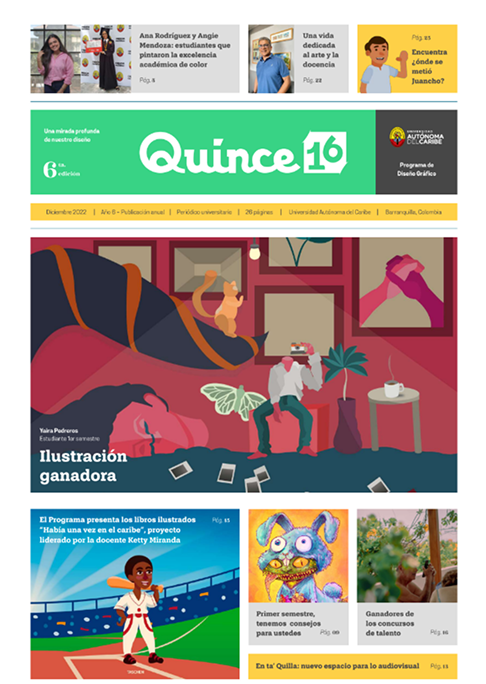 Ana Rodríguez y Angie
Mendoza: estudiantes que
pintaron la excelencia
académica de color
Pág. 3
Una vida
dedicada
al arte y la
docencia
Pág. 22
Pág. 23
Encuentra
¿dónde se
metió
Juancho?
Una mirada profunda
de nuestro diseño
6 ta.
edición
Quince 16
UNIVERSIDAD
AUTÓNOMA
DEL CARIBE
Programa de
Diseño Gráfico
Diciembre 2022 | Año 6 – Publicación anual | Periódico universitario | 26 páginas | Universidad Autónoma del Caribe | Barranquilla, Colombia
Yaira Pedreros
Estudiante 1er semestre
Ilustración
ganadora
El Programa presenta los libros ilustrados
"Había una vez en el caribe", proyecto
liderado por la docente Ketty Miranda
Pág. 15
TASCHEN
Primer semestre,
tenemos consejos
para ustedes
Ganadores de
los concursos
de talento
Pág. 16
En ta' Quilla: nuevo espacio para lo audiovisual
Pág. 13